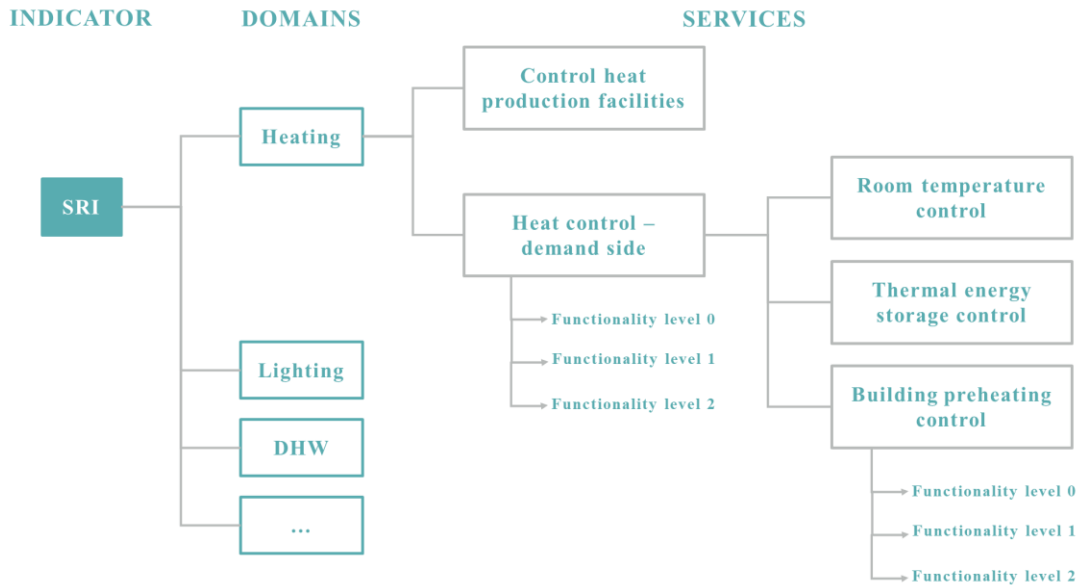 INDICATOR
DOMAINS
SERVICES
Control heat
production facilities
Heating
SRI
Heat control –
demand side
Room temperature
control
Thermal energy
storage control
Functionality level 0
Functionality level 1
Functionality level 2
Lighting
Building preheating
control
DHW
...
Functionality level 0
Functionality level 1
Functionality level 2